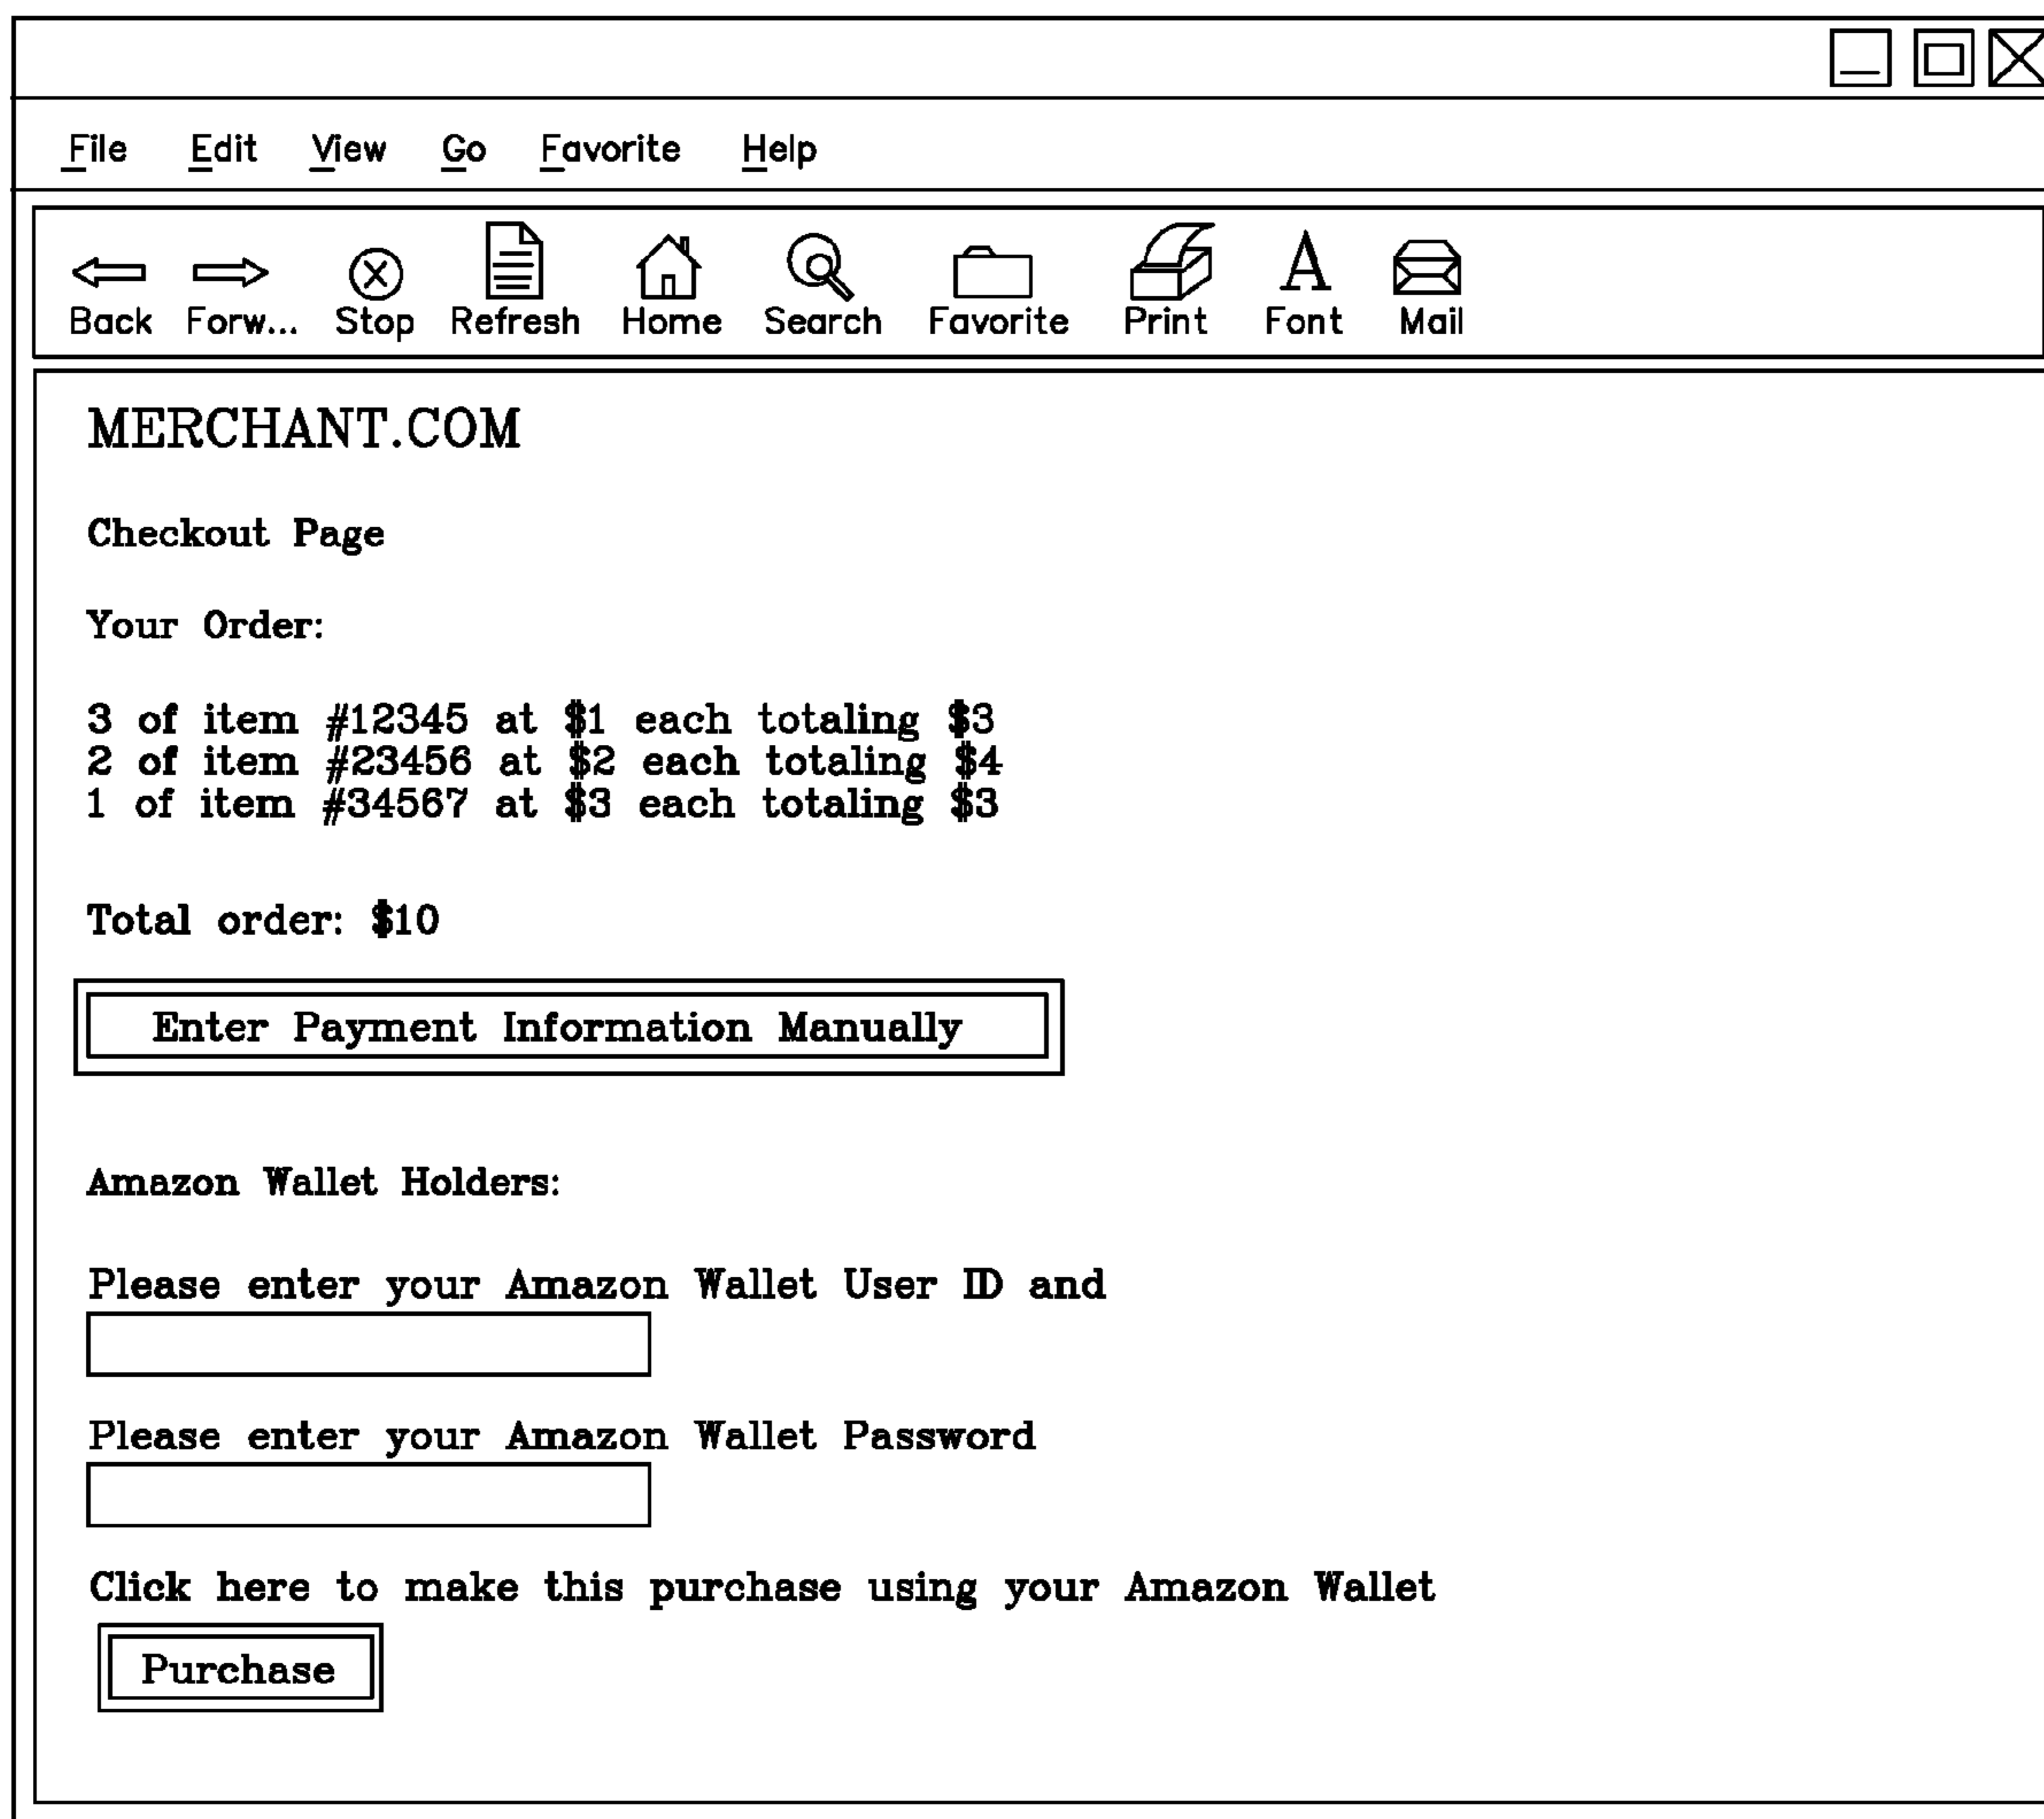 File Edit View Go Favorite Help
Back Forw... Stop Refresh Home Search Favorite Print Font Mail
MERCHANT.COM
Checkout Page
Your Order:
3 of item #12345 at $1 each totaling $3
2 of item #23456 at $2 each totaling $4
1 of item #34567 at $3 each totaling $3
Total order: $10
Enter Payment Information Manually
Amazon Wallet Holders:
Please enter your Amazon Wallet User ID and
Please enter your Amazon Wallet Password
Click here to make this purchase using your Amazon Wallet
Purchase